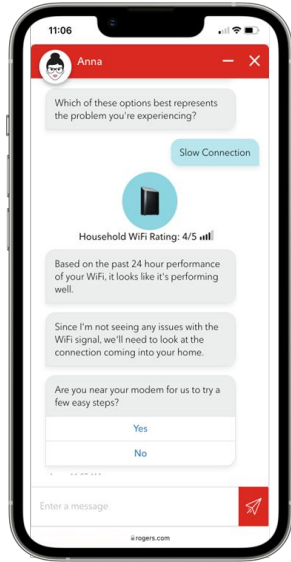 11:06
Anna
Which of these options best represents
the problem you're experiencing?
Slow Connection
Household WiFi Rating: 4/5
Based on the past 24 hour performance
of your WiFi, it looks like it's performing
well.
Since I'm not seeing any issues with the
WiFi signal, we'll need to look at the
connection coming into your home.
Are you near your modem for us to try a
few easy steps?
Yes
No
Enter a message
rogers.com